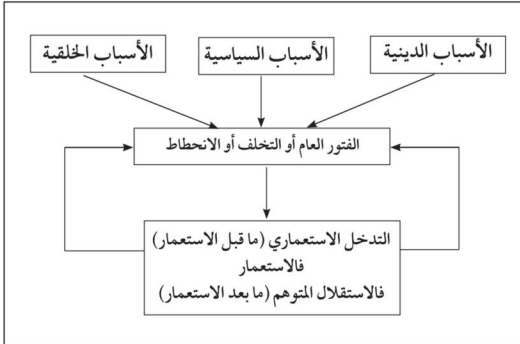 الأسباب الدينية
الأسباب السياسية
الأسباب الخلقية
الفتور العام أو التخلف أو الانحطاط
التدخل الاستعماري (ما قبل الاستعمار)
فالاستعمار
فالاستقلال المتوهم (ما بعد الاستعمار)